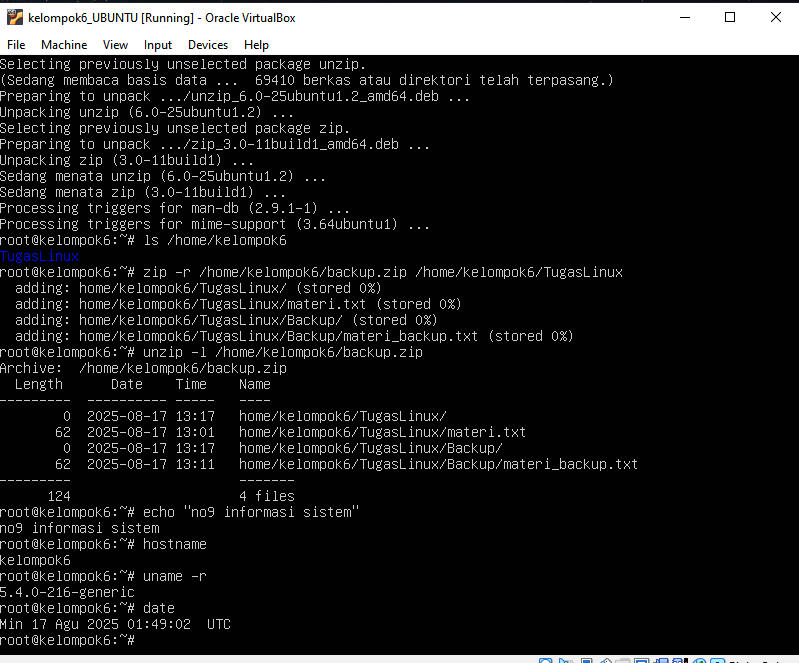 kelompok6_UBUNTU [Running] - Oracle VirtualBox
File Machine View Input Devices Help
Selecting previously unselected package unzip.
(Sedang membaca basis data ... 69410 berkas atau direktori telah terpasang.)
Preparing to unpack .../unzip_6.0-25ubuntu1.2_amd64.deb ...
Unpacking unzip (6.0-25ubuntu1.2) ...
Selecting previously unselected package zip.
Preparing to unpack .../zip_3.0-11build1_amd64.deb ...
Unpacking zip (3.0-11build1) ...
Sedang menata unzip (6.0-25ubuntu1.2) ...
Sedang menata zip (3.0-11build1) ...
Processing triggers for man-db (2.9.1-1) ...
Processing triggers for mime-support (3.64ubuntu1) ...
root@kelompok6:~# ls /home/kelompok6
TugasLinux
root@kelompok6:~# zip -r /home/kelompok6/backup.zip /home/kelompok6/TugasLinux
  adding: home/kelompok6/TugasLinux/ (stored 0%)
  adding: home/kelompok6/TugasLinux/materi.txt (stored 0%)
  adding: home/kelompok6/TugasLinux/Backup/ (stored 0%)
  adding: home/kelompok6/TugasLinux/Backup/materi_backup.txt (stored 0%)
root@kelompok6:~# unzip -l /home/kelompok6/backup.zip
Archive:  /home/kelompok6/backup.zip
  Length      Date    Time    Name
---------  ---------- -----   ----
        0  2025-08-17 13:17   home/kelompok6/TugasLinux/
       62  2025-08-17 13:01   home/kelompok6/TugasLinux/materi.txt
        0  2025-08-17 13:17   home/kelompok6/TugasLinux/Backup/
       62  2025-08-17 13:11   home/kelompok6/TugasLinux/Backup/materi_backup.txt
---------                     -------
      124                     4 files
root@kelompok6:~# echo "no9 informasi sistem"
no9 informasi sistem
root@kelompok6:~# hostname
kelompok6
root@kelompok6:~# uname -r
5.4.0-216-generic
root@kelompok6:~# date
Min 17 Agu 2025 01:49:02  UTC
root@kelompok6:~#